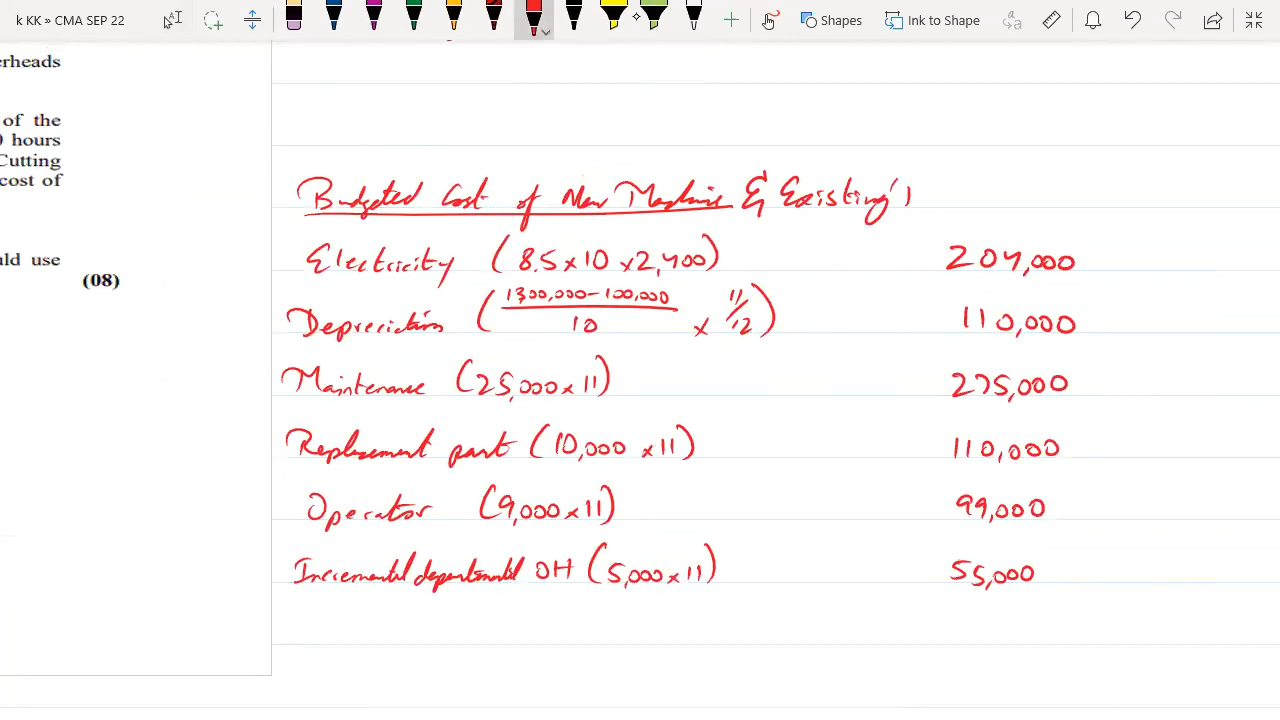 k KK » CMA SEP 22 Shapes Ink to Shape
erheads
of the
0 hours
Cutting
cost of
uld use
(08)
Budgeted Cost of New Machine & Existing')
Electricity (8.5 x 10 x 2,400) 204,000
Depreciation (1300,000 - 100,000 / 10 x 11/12) 110,000
Maintenance (25,000 x 11) 275,000
Replacement part (10,000 x 11) 110,000
Operator (9,000 x 11) 99,000
Incremental departmental OH (5,000 x 11) 55,000